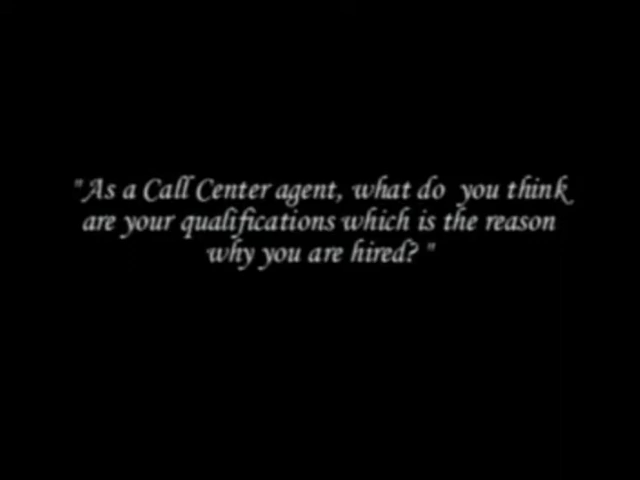 "As a Call Center agent, what do you think
are your qualifications which is the reason
why you are hired? "